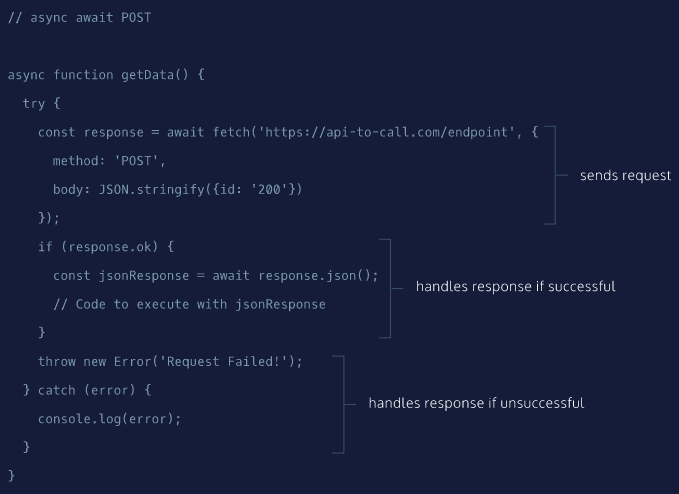 // async await POST
async function getData() {
try {
const response = await fetch('https://api-to-call.com/endpoint', {
method: 'POST',
body: JSON.stringify({id: '200'})
});
sends request
if (response.ok) {
const jsonResponse = await response.json();
// Code to execute with jsonResponse
}
handles response if successful
throw new Error('Request Failed!');
} catch (error) {
console.log(error);
}
handles response if unsuccessful
}